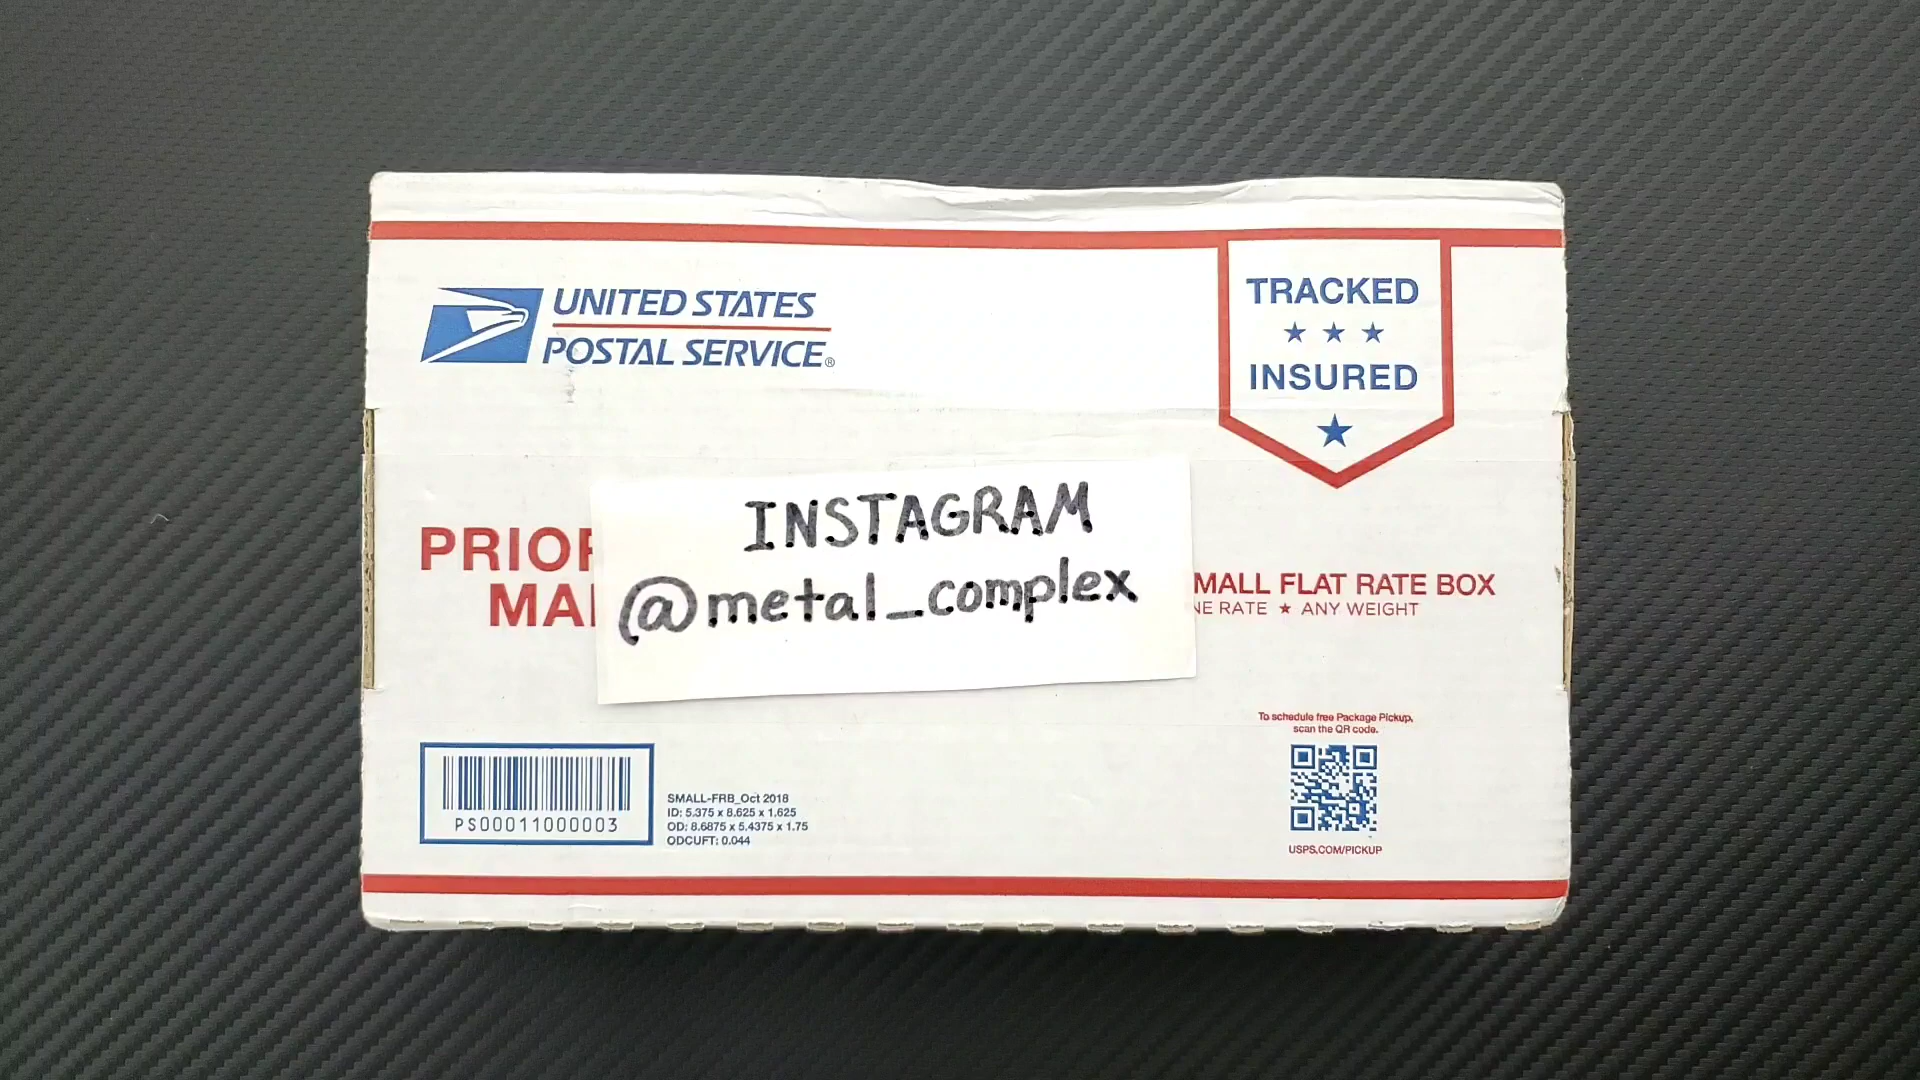 UNITED STATES
POSTAL SERVICE®
TRACKED
★ ★ ★
INSURED
★
INSTAGRAM
@metal_complex
PRIOR
MAI
MALL FLAT RATE BOX
NE RATE ★ ANY WEIGHT
To schedule free Package Pickup,
scan the QR code.
USPS.COM/PICKUP
PS00011000003
SMALL-FRB_Oct 2018
ID: 5.375 x 8.625 x 1.625
OD: 8.6875 x 5.4375 x 1.75
ODCUFT: 0.044